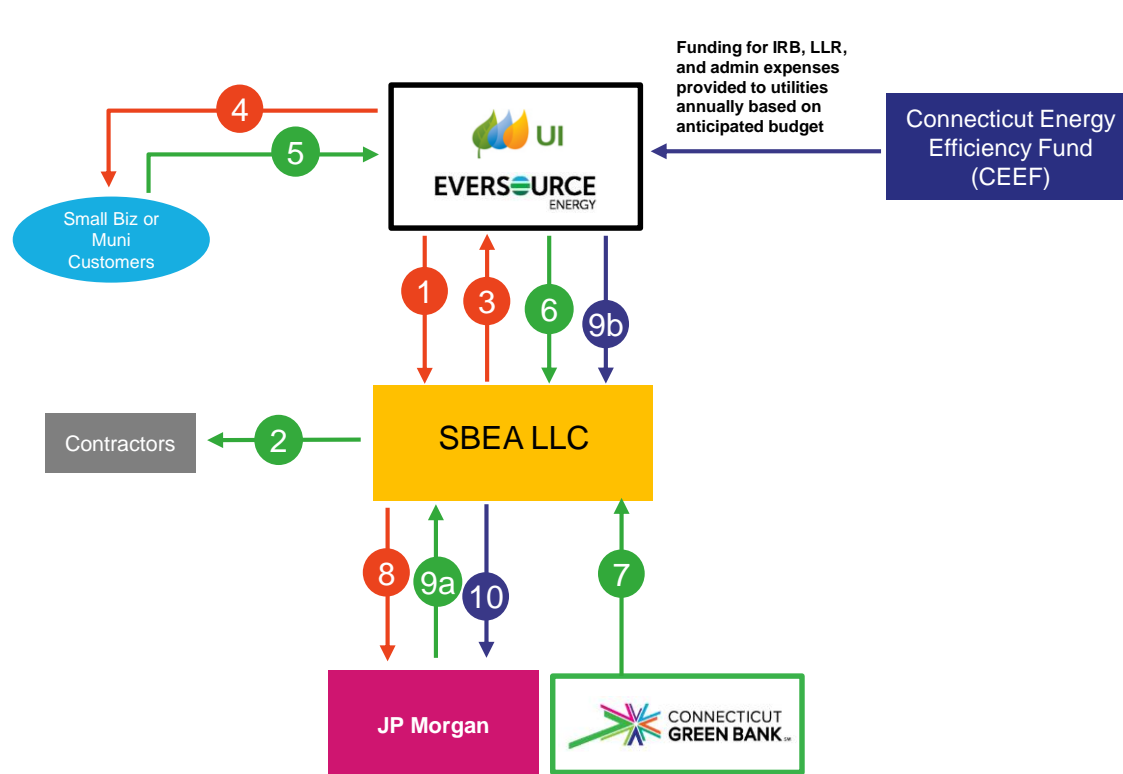 Funding for IRB, LLR,
and admin expenses
provided to utilities
annually based on
anticipated budget
4
5
UI
EVERSOURCE
ENERGY
Connecticut Energy
Efficiency Fund
(CEEF)
Small Biz or
Muni
Customers
1
3
6
9b
Contractors
2
SBEA LLC
8
9a
10
7
JP Morgan
CONNECTICUT
GREEN BANK
SM